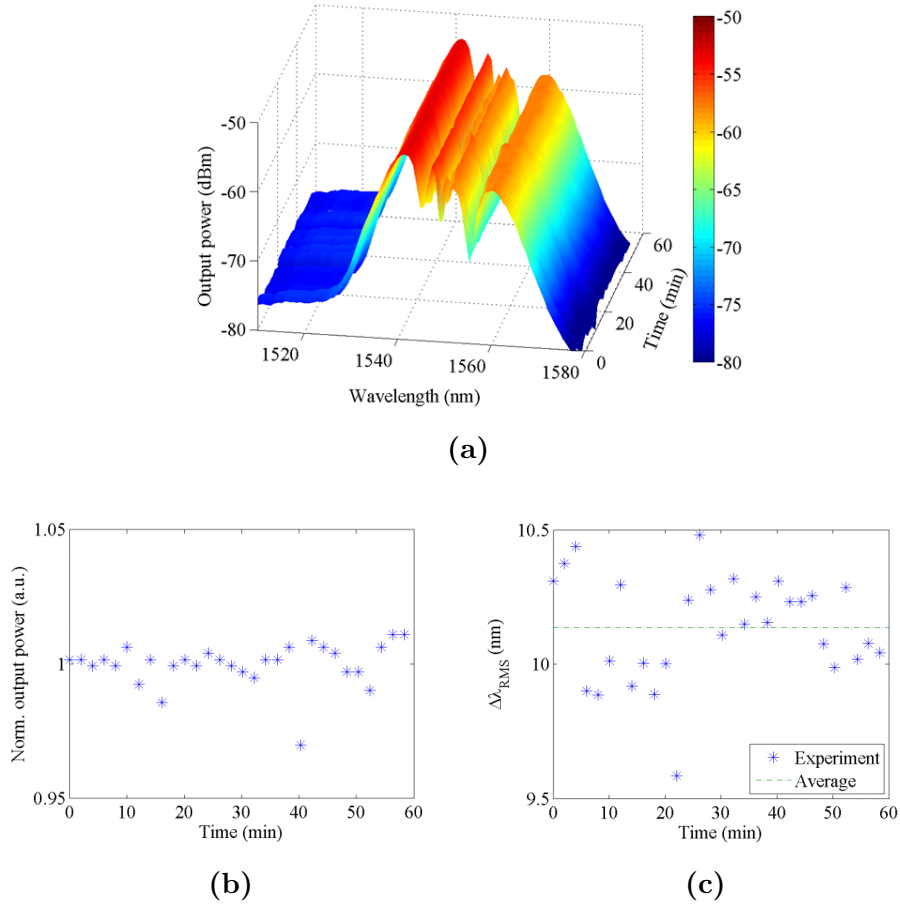 -50
-60
-70
-80
Output power (dBm)
1520
1540
1560
1580
Wavelength (nm)
0
20
40
60
Time (min)
-50
-55
-60
-65
-70
-75
-80
(a)
1.05
1
0.95
Norm. output power (a.u.)
0 10 20 30 40 50 60
Time (min)
(b)
10.5
10
9.5
Δλ_RMS (nm)
0 10 20 30 40 50 60
Time (min)
Experiment
Average
(c)